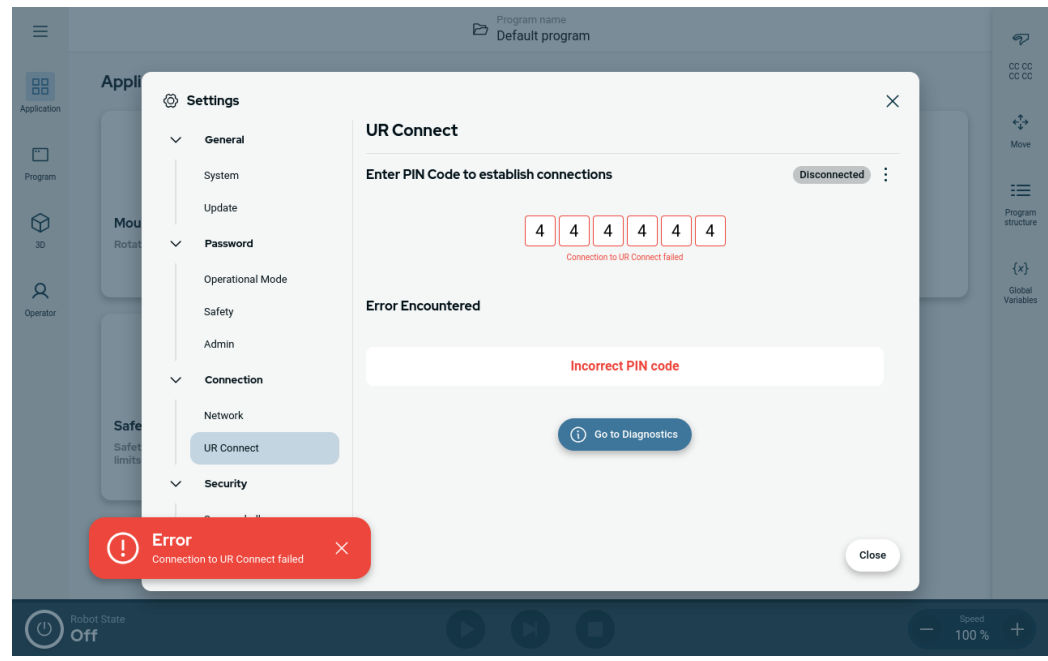 Program name
Default program
Application
Program
3D
Operator
Appli
Mou
Rotat
Safe
Safet
limits
Settings
General
System
Update
Password
Operational Mode
Safety
Admin
Connection
Network
UR Connect
Security
UR Connect
Enter PIN Code to establish connections
Disconnected
4 4 4 4 4 4
Connection to UR Connect failed
Error Encountered
Incorrect PIN code
Go to Diagnostics
Close
Error
Connection to UR Connect failed
CC CC
CC CC
Move
Program
structure
{x}
Global
Variables
Robot State
Off
Speed
100 %